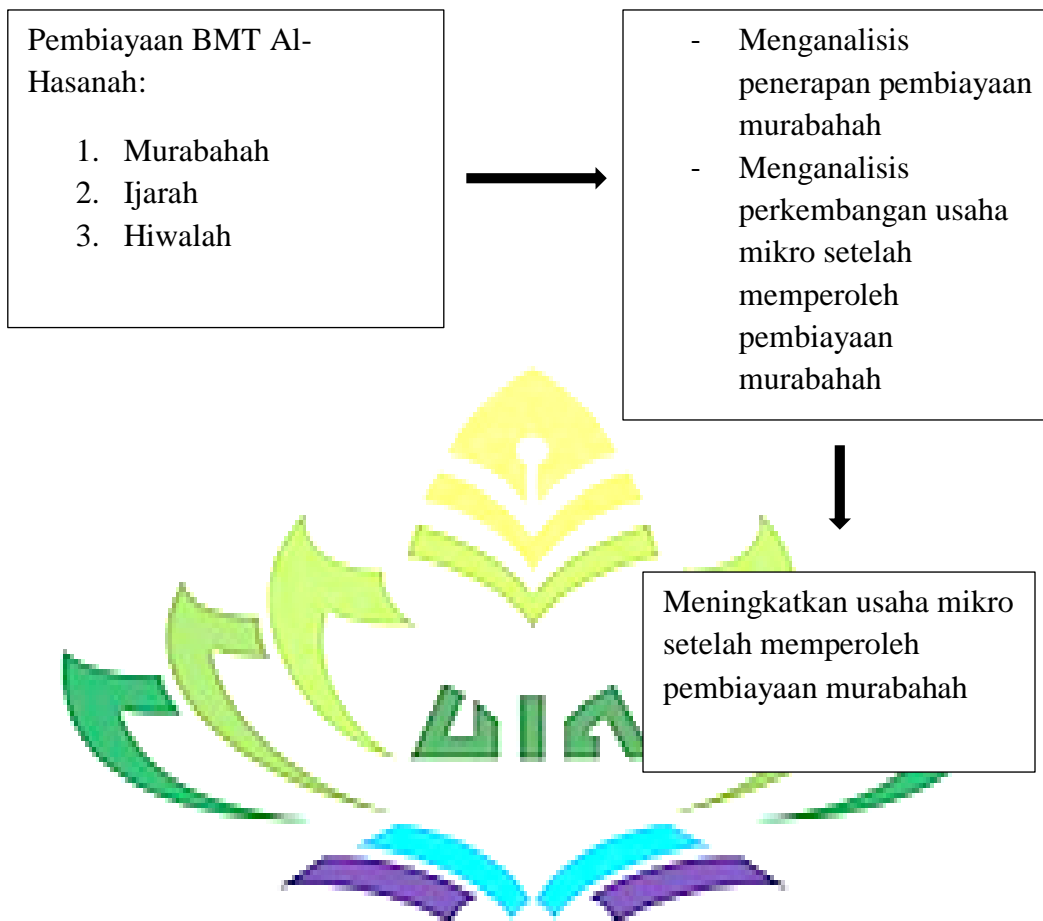 Pembiayaan BMT Al-
Hasanah:
1. Murabahah
2. Ijarah
3. Hiwalah
- Menganalisis
penerapan pembiayaan
murabahah
- Menganalisis
perkembangan usaha
mikro setelah
memperoleh
pembiayaan
murabahah
Meningkatkan usaha mikro
setelah memperoleh
pembiayaan murabahah